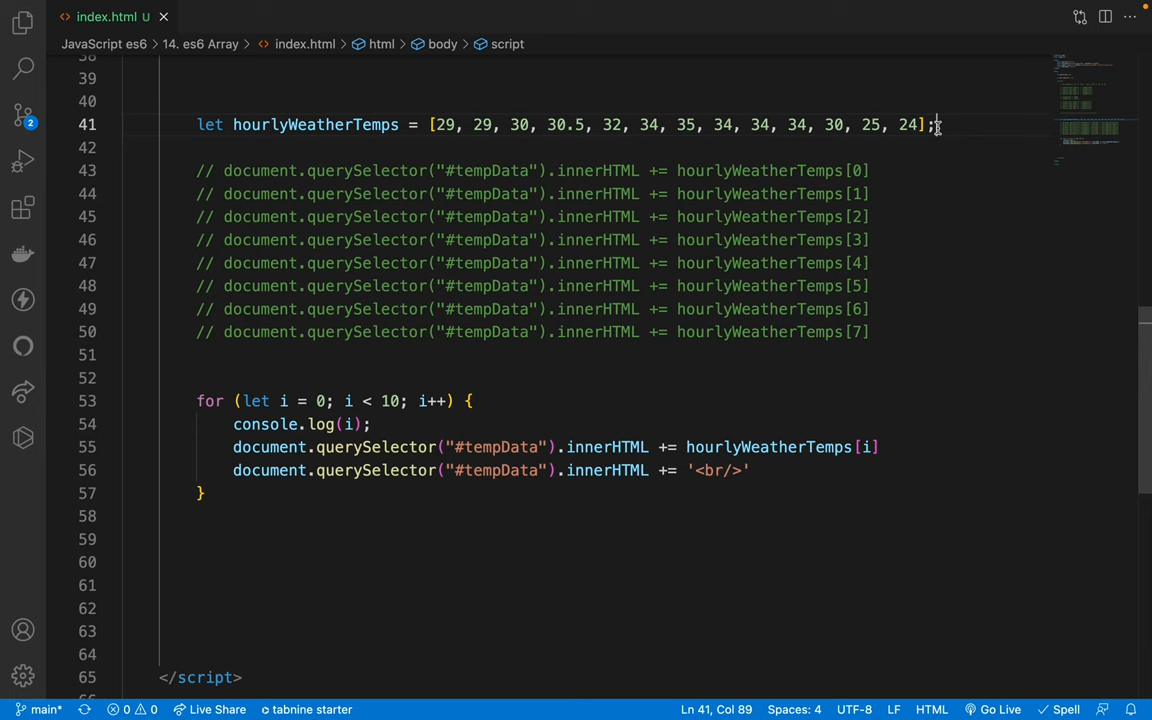 index.html U
JavaScript es6 > 14. es6 Array > index.html > html > body > script
38
39
40
41 let hourlyWeatherTemps = [29, 29, 30, 30.5, 32, 34, 35, 34, 34, 34, 30, 25, 24];
42
43 // document.querySelector("#tempData").innerHTML += hourlyWeatherTemps[0]
44 // document.querySelector("#tempData").innerHTML += hourlyWeatherTemps[1]
45 // document.querySelector("#tempData").innerHTML += hourlyWeatherTemps[2]
46 // document.querySelector("#tempData").innerHTML += hourlyWeatherTemps[3]
47 // document.querySelector("#tempData").innerHTML += hourlyWeatherTemps[4]
48 // document.querySelector("#tempData").innerHTML += hourlyWeatherTemps[5]
49 // document.querySelector("#tempData").innerHTML += hourlyWeatherTemps[6]
50 // document.querySelector("#tempData").innerHTML += hourlyWeatherTemps[7]
51
52
53 for (let i = 0; i < 10; i++) {
54 console.log(i);
55 document.querySelector("#tempData").innerHTML += hourlyWeatherTemps[i]
56 document.querySelector("#tempData").innerHTML += '<br/>'
57 }
58
59
60
61
62
63
64
65 </script>
2
main* 0 0 Live Share tabnine starter Ln 41, Col 89 Spaces: 4 UTF-8 LF HTML Go Live Spell